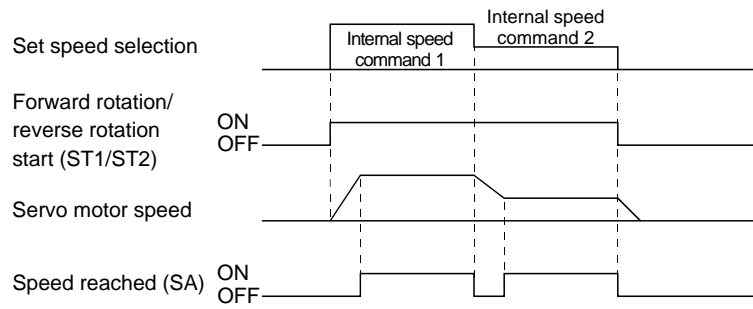 Internal speed
command 2
Set speed selection
Internal speed
command 1
Forward rotation/
reverse rotation
start (ST1/ST2)
ON
OFF
Servo motor speed
Speed reached (SA)
ON
OFF